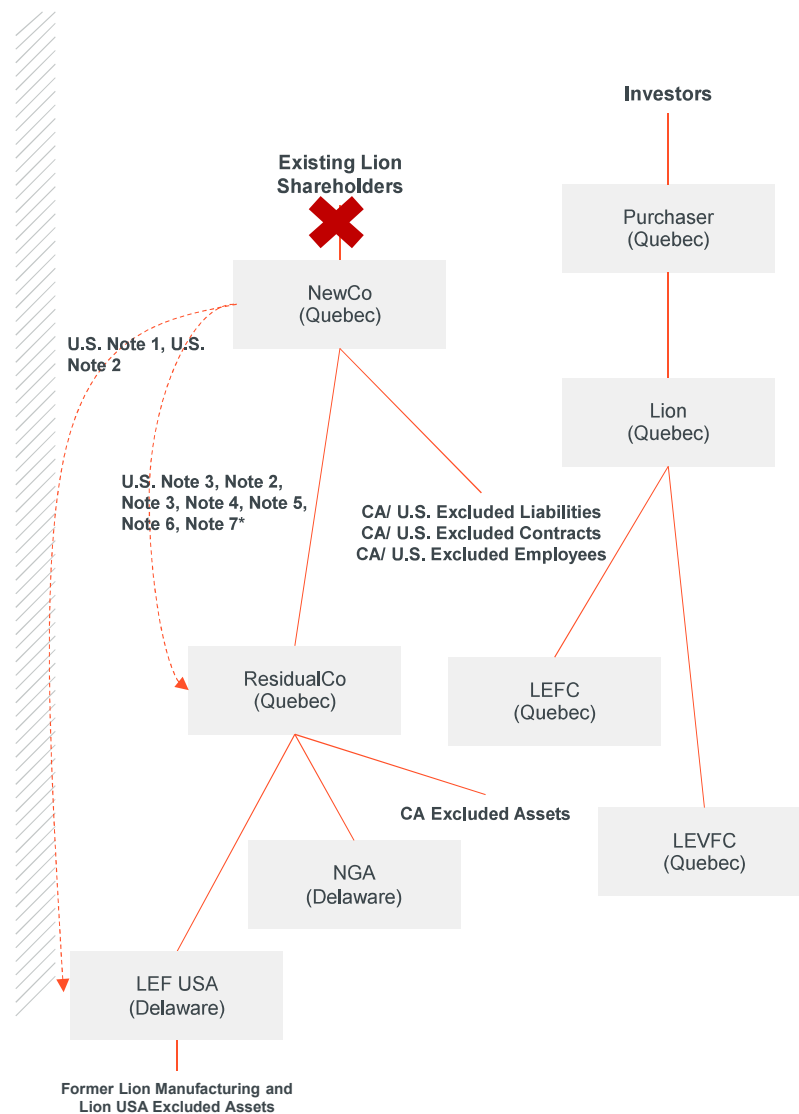 Investors
Existing Lion
Shareholders
Purchaser
(Quebec)
NewCo
(Quebec)
U.S. Note 1, U.S.
Note 2
Lion
(Quebec)
U.S. Note 3, Note 2,
Note 3, Note 4, Note 5,
Note 6, Note 7*
CA/ U.S. Excluded Liabilities
CA/ U.S. Excluded Contracts
CA/ U.S. Excluded Employees
ResidualCo
(Quebec)
LEFC
(Quebec)
CA Excluded Assets
LEVFC
(Quebec)
NGA
(Delaware)
LEF USA
(Delaware)
Former Lion Manufacturing and
Lion USA Excluded Assets